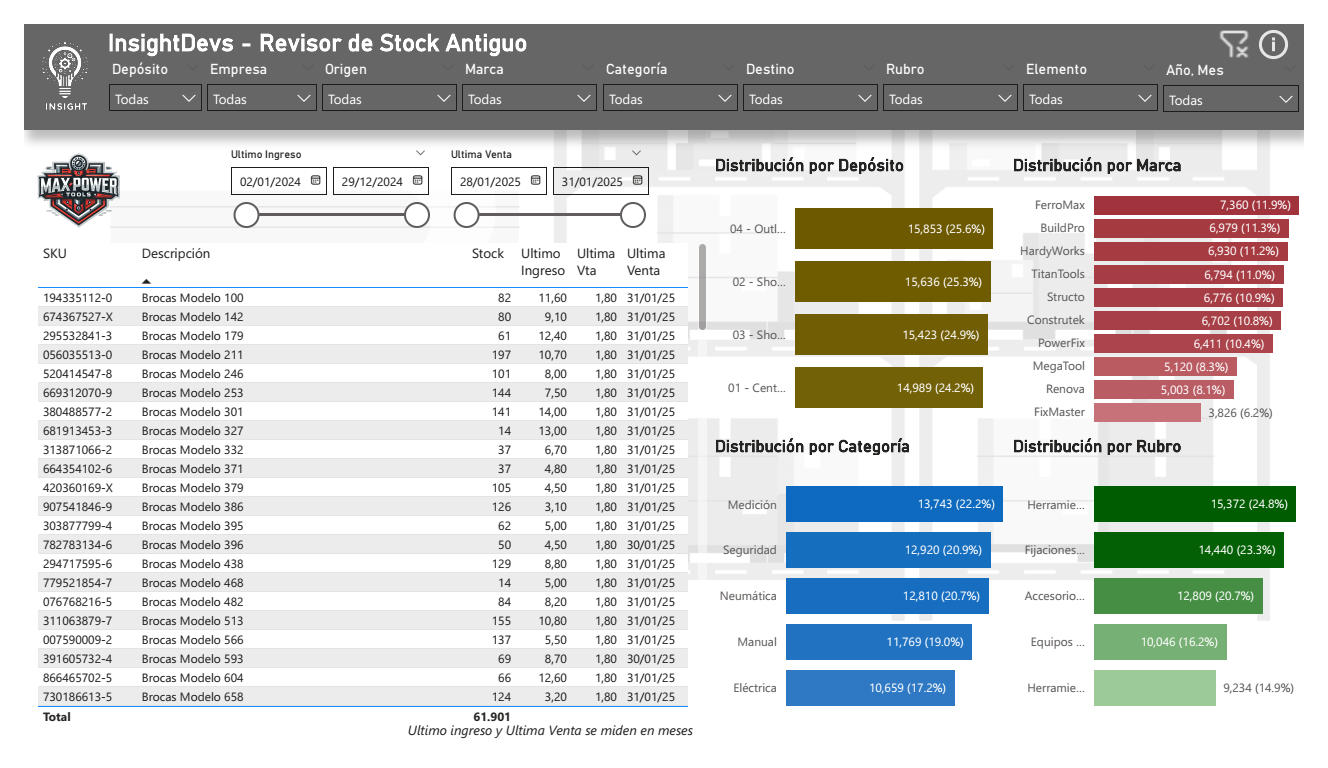 InsightDevs - Revisor de Stock Antiguo
INSIGHT
Depósito Empresa Origen Marca Categoría Destino Rubro Elemento Año, Mes
Todas Todas Todas Todas Todas Todas Todas Todas Todas
MAX POWER
TOOLS
Ultimo Ingreso
02/01/2024 29/12/2024
Ultima Venta
28/01/2025 31/01/2025
SKU Descripción Stock Ultimo Ingreso Ultima Vta Ultima Venta
194335112-0 Brocas Modelo 100 82 11,60 1,80 31/01/25
674367527-X Brocas Modelo 142 80 9,10 1,80 31/01/25
295532841-3 Brocas Modelo 179 61 12,40 1,80 31/01/25
056035513-0 Brocas Modelo 211 197 10,70 1,80 31/01/25
520414547-8 Brocas Modelo 246 101 8,00 1,80 31/01/25
669312070-9 Brocas Modelo 253 144 7,50 1,80 31/01/25
380488577-2 Brocas Modelo 301 141 14,00 1,80 31/01/25
681913453-3 Brocas Modelo 327 14 13,00 1,80 31/01/25
313871066-2 Brocas Modelo 332 37 6,70 1,80 31/01/25
664354102-6 Brocas Modelo 371 37 4,80 1,80 31/01/25
420360169-X Brocas Modelo 379 105 4,50 1,80 31/01/25
907541846-9 Brocas Modelo 386 126 3,10 1,80 31/01/25
303877799-4 Brocas Modelo 395 62 5,00 1,80 31/01/25
782783134-6 Brocas Modelo 396 50 4,50 1,80 30/01/25
294717595-6 Brocas Modelo 438 129 8,80 1,80 31/01/25
779521854-7 Brocas Modelo 468 14 5,00 1,80 31/01/25
076768216-5 Brocas Modelo 482 84 8,20 1,80 31/01/25
311063879-7 Brocas Modelo 513 155 10,80 1,80 31/01/25
007590009-2 Brocas Modelo 566 137 5,50 1,80 31/01/25
391605732-4 Brocas Modelo 593 69 8,70 1,80 30/01/25
866465702-5 Brocas Modelo 604 66 12,60 1,80 31/01/25
730186613-5 Brocas Modelo 658 124 3,20 1,80 31/01/25
Total 61.901
Ultimo ingreso y Ultima Venta se miden en meses
Distribución por Depósito
04 - Outl... 15,853 (25.6%)
02 - Sho... 15,636 (25.3%)
03 - Sho... 15,423 (24.9%)
01 - Cent... 14,989 (24.2%)
Distribución por Marca
FerroMax 7,360 (11.9%)
BuildPro 6,979 (11.3%)
HardyWorks 6,930 (11.2%)
TitanTools 6,794 (11.0%)
Structo 6,776 (10.9%)
Construtek 6,702 (10.8%)
PowerFix 6,411 (10.4%)
MegaTool 5,120 (8.3%)
Renova 5,003 (8.1%)
FixMaster 3,826 (6.2%)
Distribución por Categoría
Medición 13,743 (22.2%)
Seguridad 12,920 (20.9%)
Neumática 12,810 (20.7%)
Manual 11,769 (19.0%)
Eléctrica 10,659 (17.2%)
Distribución por Rubro
Herramie... 15,372 (24.8%)
Fijaciones... 14,440 (23.3%)
Accesorio... 12,809 (20.7%)
Equipos ... 10,046 (16.2%)
Herramie... 9,234 (14.9%)